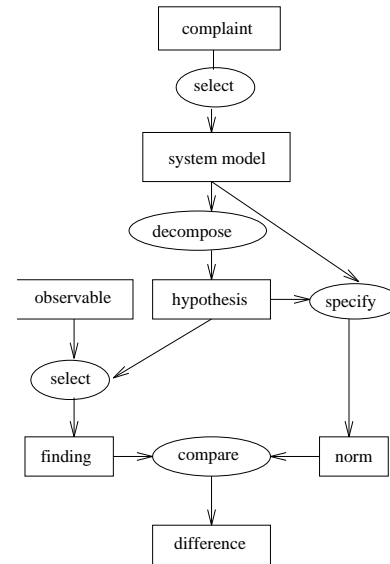 complaint
select
system model
decompose
observable
hypothesis
specify
select
finding
compare
norm
difference